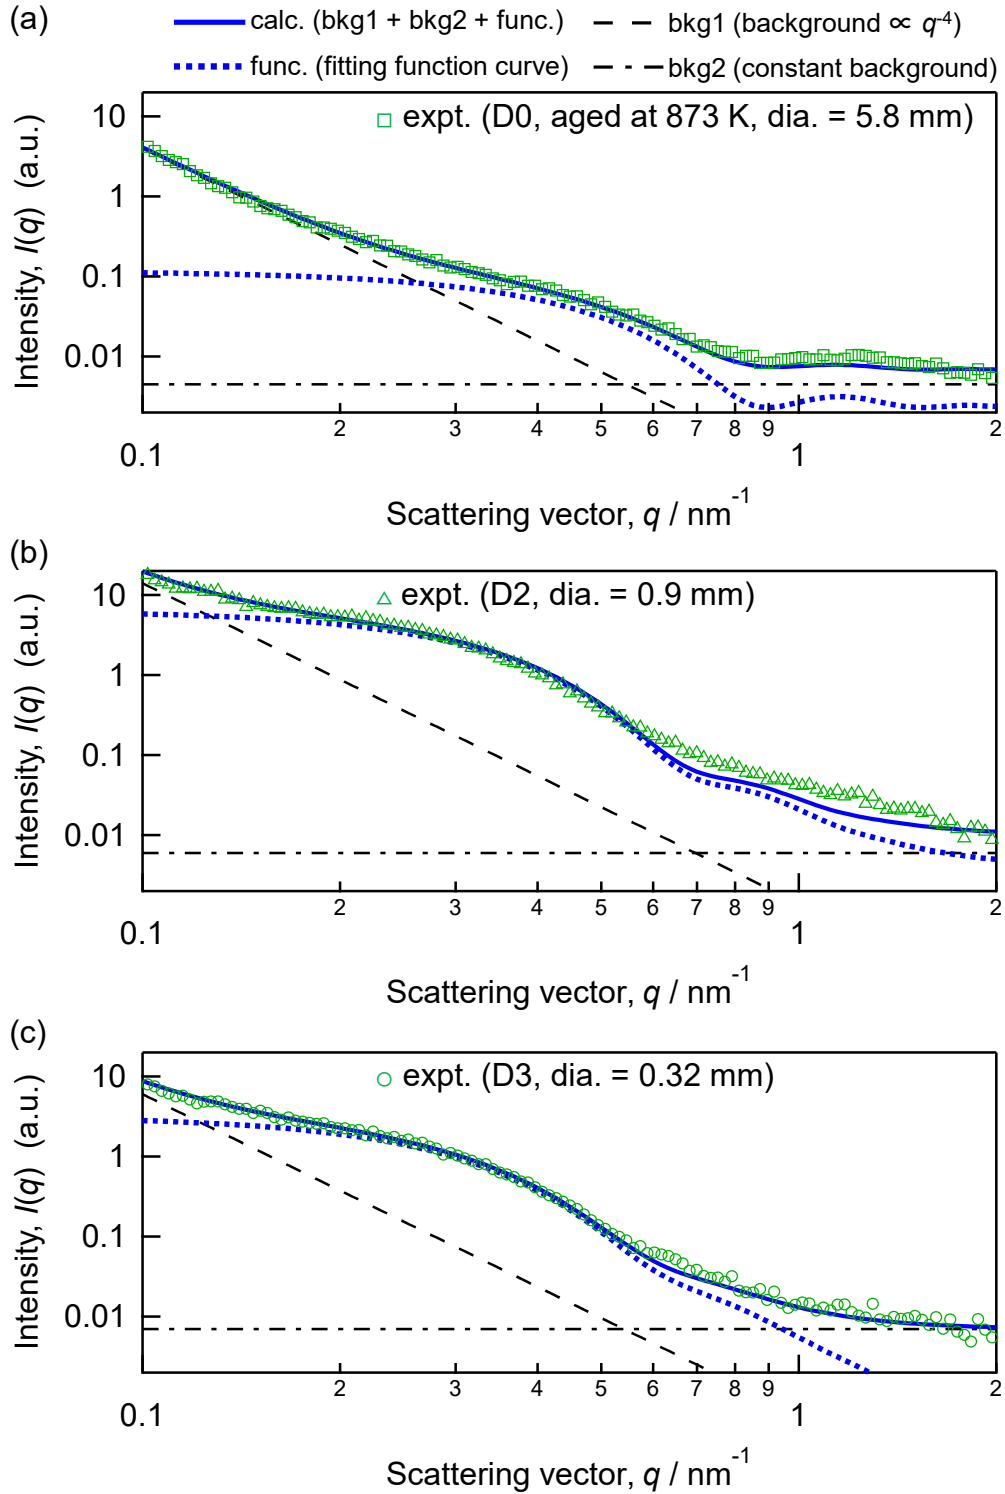 (a)
calc. (bkg1 + bkg2 + func.)
bkg1 (background ∝ q⁻⁴)
func. (fitting function curve)
bkg2 (constant background)
Intensity, I(q) (a.u.)
10
1
0.1
0.01
expt. (D0, aged at 873 K, dia. = 5.8 mm)
2 3 4 5 6 7 8 9 2
0.1 1
Scattering vector, q / nm⁻¹
(b)
Intensity, I(q) (a.u.)
10
1
0.1
0.01
expt. (D2, dia. = 0.9 mm)
2 3 4 5 6 7 8 9 2
0.1 1
Scattering vector, q / nm⁻¹
(c)
Intensity, I(q) (a.u.)
10
1
0.1
0.01
expt. (D3, dia. = 0.32 mm)
2 3 4 5 6 7 8 9 2
0.1 1
Scattering vector, q / nm⁻¹